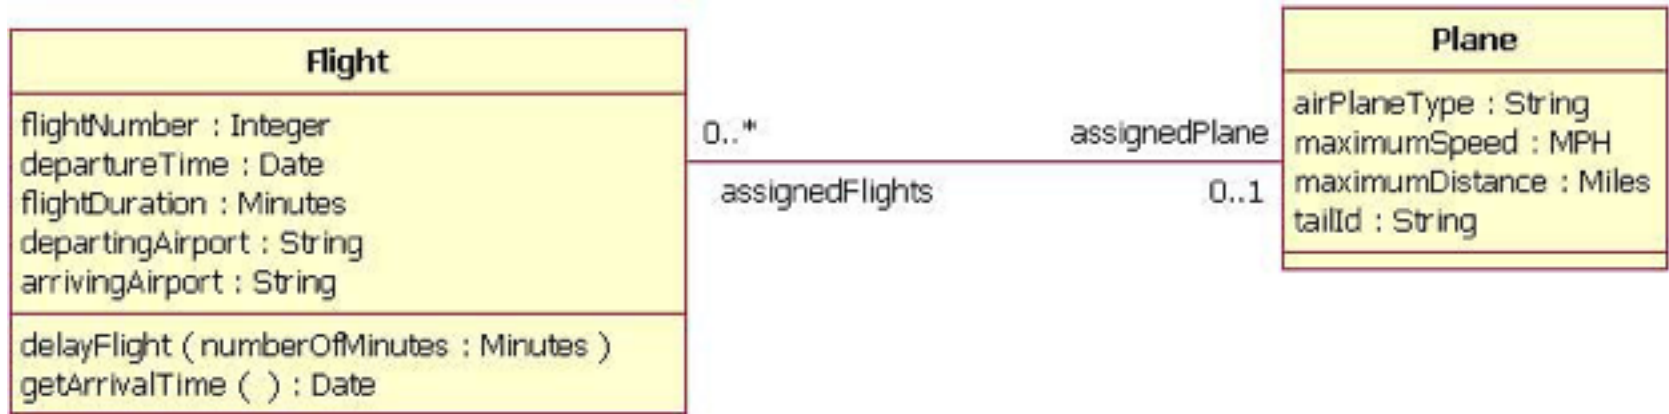 Flight
flightNumber : Integer
departureTime : Date
flightDuration : Minutes
departingAirport : String
arrivingAirport : String
delayFlight ( numberOfMinutes : Minutes )
getArrivalTime ( ) : Date
0..*
assignedFlights
assignedPlane
0..1
Plane
airPlaneType : String
maximumSpeed : MPH
maximumDistance : Miles
tailId : String